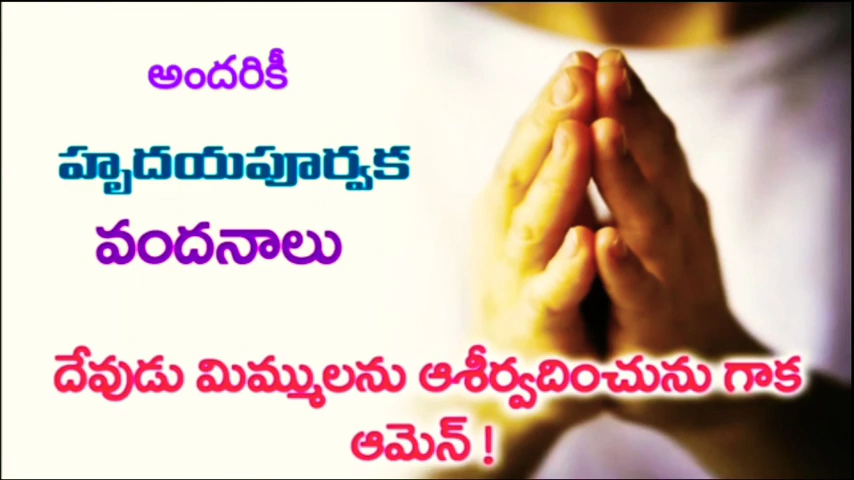 అందరికీ
హృదయపూర్వక
వందనాలు
దేవుడు మిమ్ములను ఆశీర్వదించును గాక
ఆమెన్ !